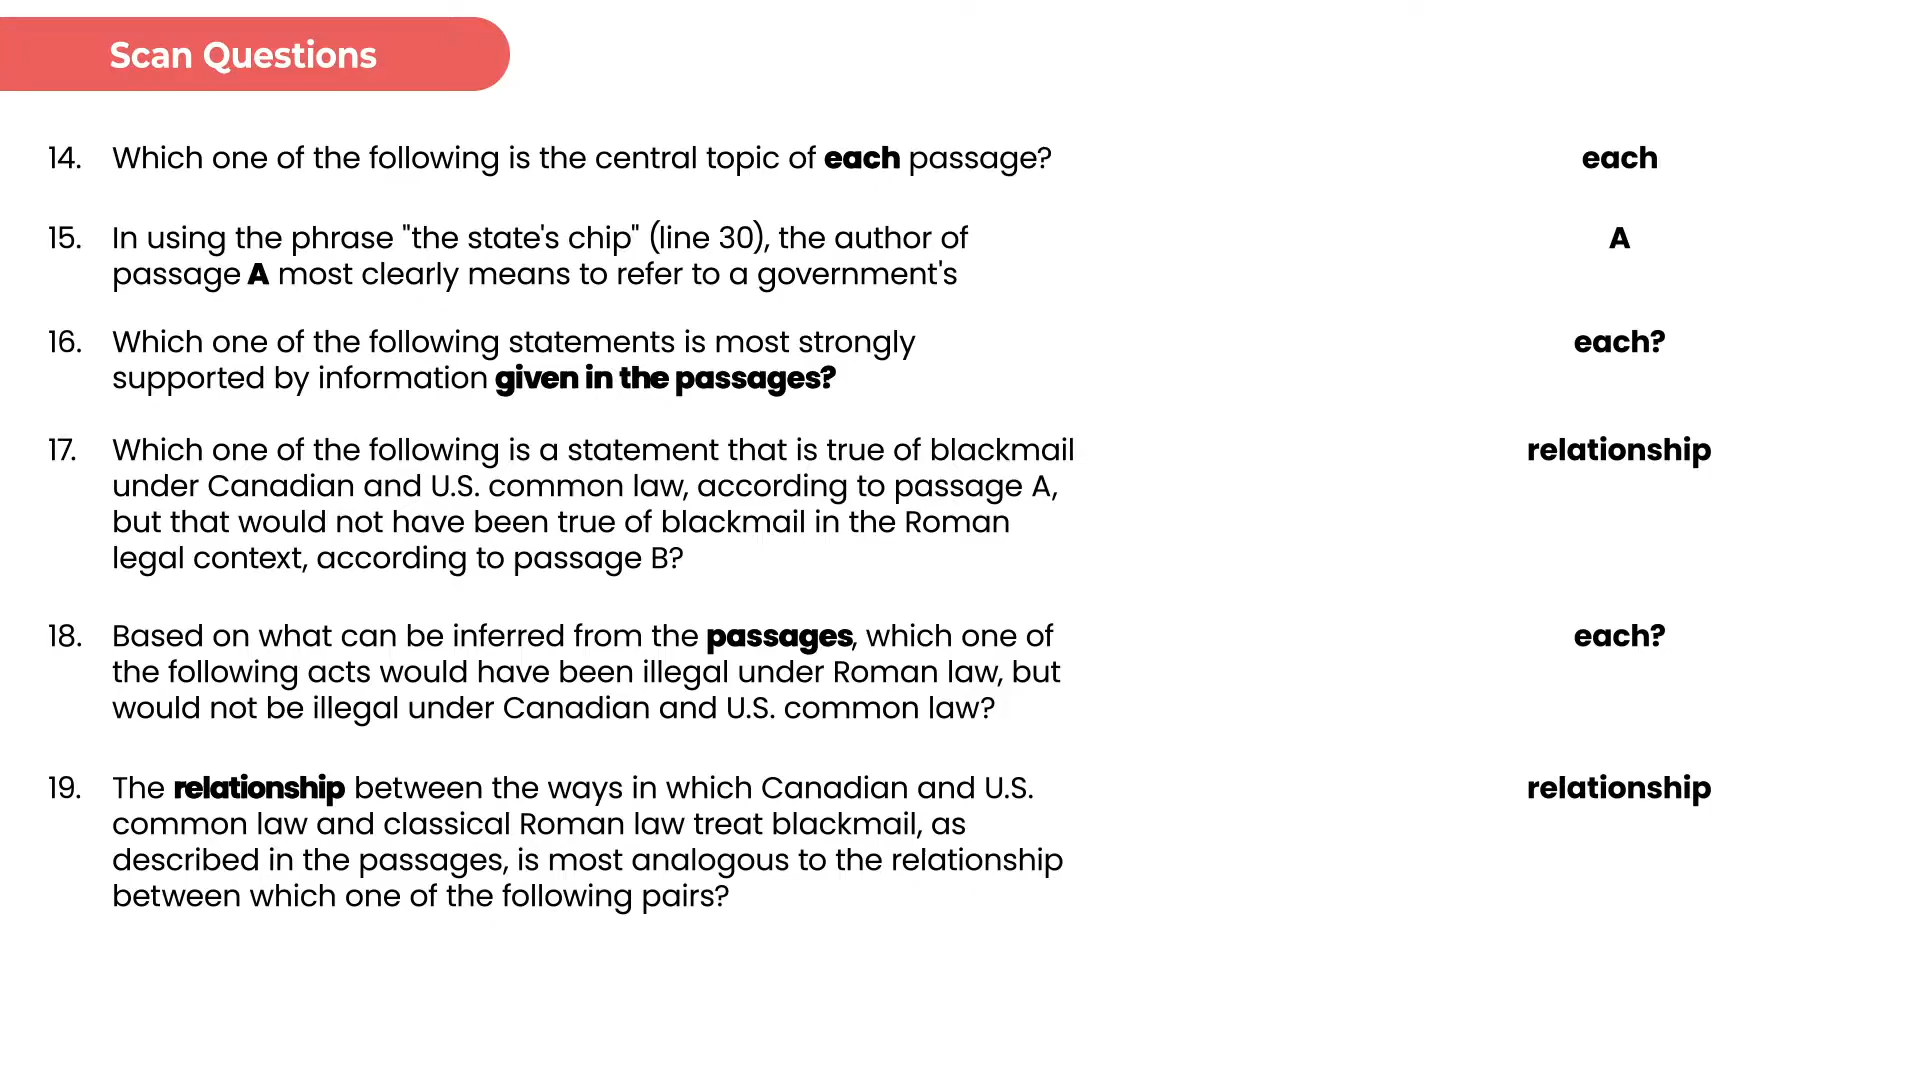 Scan Questions
14. Which one of the following is the central topic of each passage? each
15. In using the phrase "the state's chip" (line 30), the author of A
passage A most clearly means to refer to a government's
16. Which one of the following statements is most strongly each?
supported by information given in the passages?
17. Which one of the following is a statement that is true of blackmail relationship
under Canadian and U.S. common law, according to passage A,
but that would not have been true of blackmail in the Roman
legal context, according to passage B?
18. Based on what can be inferred from the passages, which one of each?
the following acts would have been illegal under Roman law, but
would not be illegal under Canadian and U.S. common law?
19. The relationship between the ways in which Canadian and U.S. relationship
common law and classical Roman law treat blackmail, as
described in the passages, is most analogous to the relationship
between which one of the following pairs?